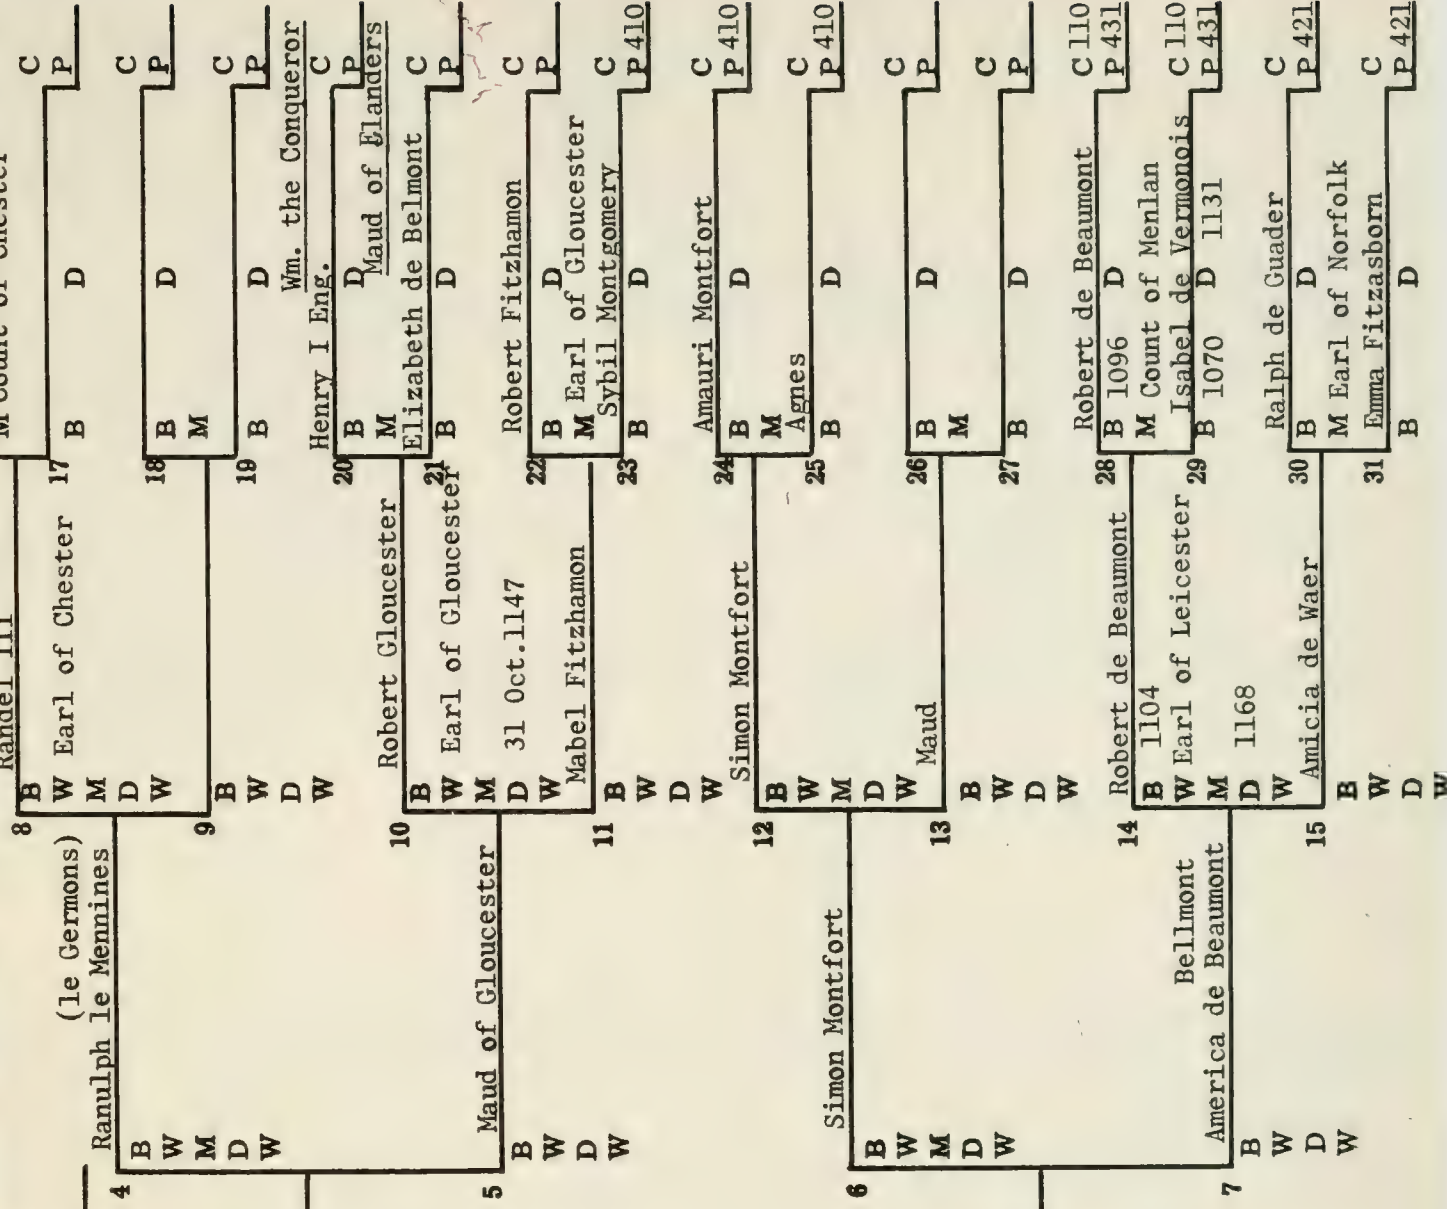 4
(le Germons)
Ranulph le Mennines
B
W
M
D
W
5
Maud of Gloucester
B
W
D
W
6
Simon Montfort
B
W
M
D
W
7
Bellmont
America de Beaumont
B
W
D
W
8
Randel III
B
W Earl of Chester
M
D
W
9
B
W
D
W
10
Robert Gloucester
B
W Earl of Gloucester
M
D 31 Oct.1147
W
11
Mabel Fitzhamon
B
W
D
W
12
Simon Montfort
B
W
M
D
W
13
Maud
B
W
D
W
14
Robert de Beaumont
B 1104
W Earl of Leicester
M
D 1168
W
15
Amicia de Waer
B
W
D
W
M Count of Chester
17
B D
C
P
18
B D
M
C
P
19
B D
C
P
Wm. the Conqueror
20
Henry I Eng.
B D
C
P
Maud of Elanders
M
21
Elizabeth de Belmont
B D
C
P
22
Robert Fitzhamon
B D
C
P
M Earl of Gloucester
23
Sybil Montgomery
B D
C
P 410
24
Amauri Montfort
B D
C
P 410
M
25
Agnes
B D
C
P 410
26
B D
C
P
M
27
B D
C
P
28
Robert de Beaumont
B 1096 D
C 110
P 431
M Count of Menlan
29
Isabel de Vermonois
B 1070 D 1131
C 110
P 431
30
Ralph de Guader
B D
C
P 421
M Earl of Norfolk
31
Emma Fitzasborn
B D
C
P 421